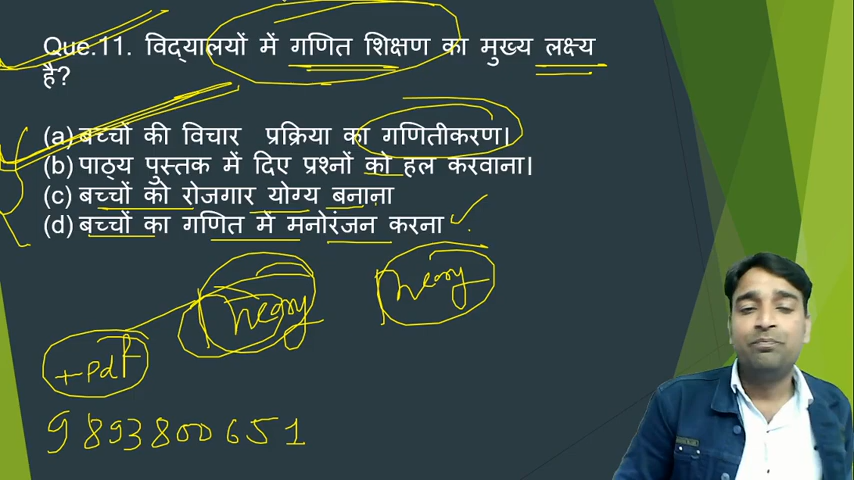 Que.11. विद्यालयों में गणित शिक्षण का मुख्य लक्ष्य
है?
(a) बच्चों की विचार प्रक्रिया का गणितीकरण।
(b) पाठ्य पुस्तक में दिए प्रश्नों को हल करवाना।
(c) बच्चों को रोजगार योग्य बनाना
(d) बच्चों का गणित में मनोरंजन करना
Theory
Theory
+pdf
9893800651